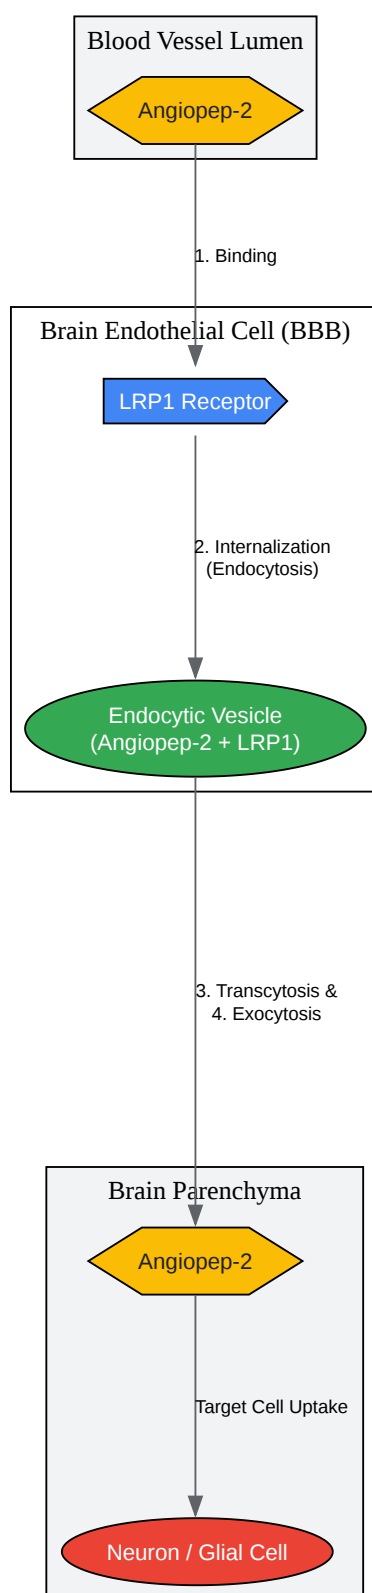 Blood Vessel Lumen
Angiopep-2
1. Binding
Brain Endothelial Cell (BBB)
LRP1 Receptor
2. Internalization
(Endocytosis)
Endocytic Vesicle
(Angiopep-2 + LRP1)
3. Transcytosis &
4. Exocytosis
Brain Parenchyma
Angiopep-2
Target Cell Uptake
Neuron / Glial Cell